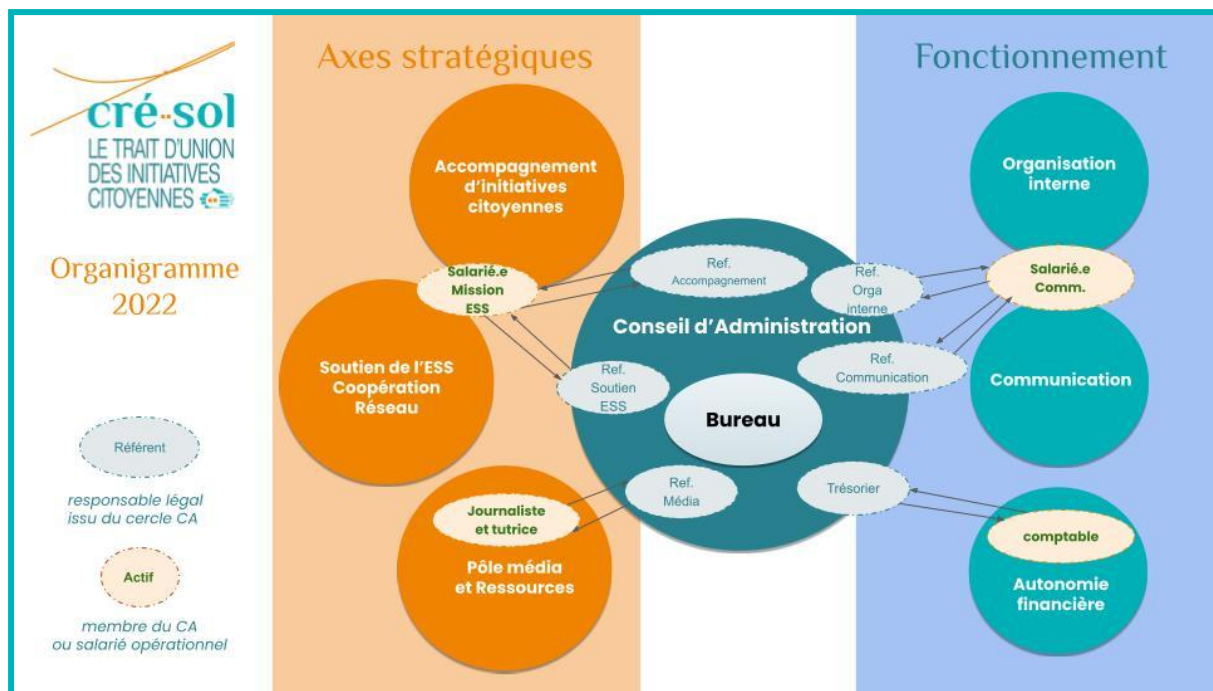 cré-sol
LE TRAIT D'UNION
DES INITIATIVES
CITOYENNES
Organigramme
2022
Référent
responsable légal
issu du cercle CA
Actif
membre du CA
ou salarié opérationnel
Axes stratégiques
Accompagnement
d'initiatives
citoyennes
Salarié.e
Mission
ESS
Soutien de l'ESS
Coopération
Réseau
Journaliste
et tutrice
Pôle média
et Ressources
Ref.
Accompagnement
Ref.
Orga
interne
Conseil d'Administration
Ref.
Soutien
ESS
Ref.
Communication
Bureau
Ref.
Média
Trésorier
Fonctionnement
Organisation
interne
Salarié.e
Comm.
Communication
comptable
Autonomie
financière